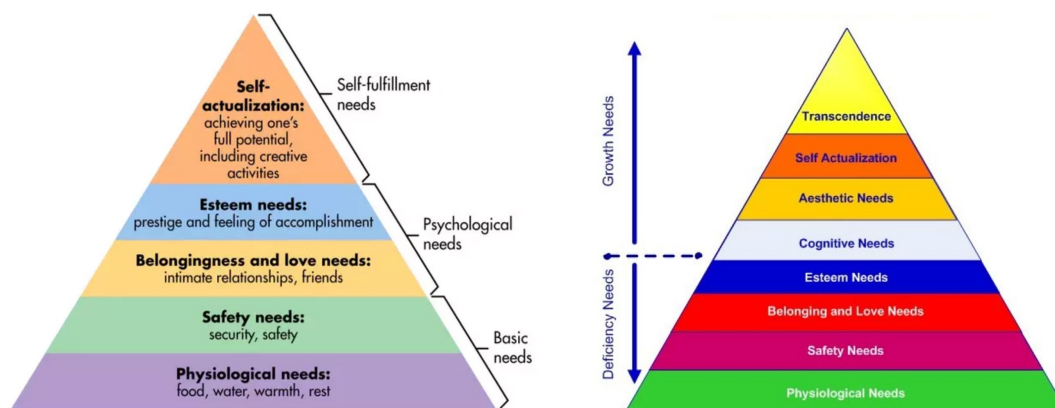 Self-
actualization:
achieving one's
full potential,
including creative
activities
Esteem needs:
prestige and feeling of accomplishment
Belongingness and love needs:
intimate relationships, friends
Safety needs:
security, safety
Physiological needs:
food, water, warmth, rest
Self-fulfillment
needs
Psychological
needs
Basic
needs
Growth Needs
Deficiency Needs
Transcendence
Self Actualization
Aesthetic Needs
Cognitive Needs
Esteem Needs
Belonging and Love Needs
Safety Needs
Physiological Needs